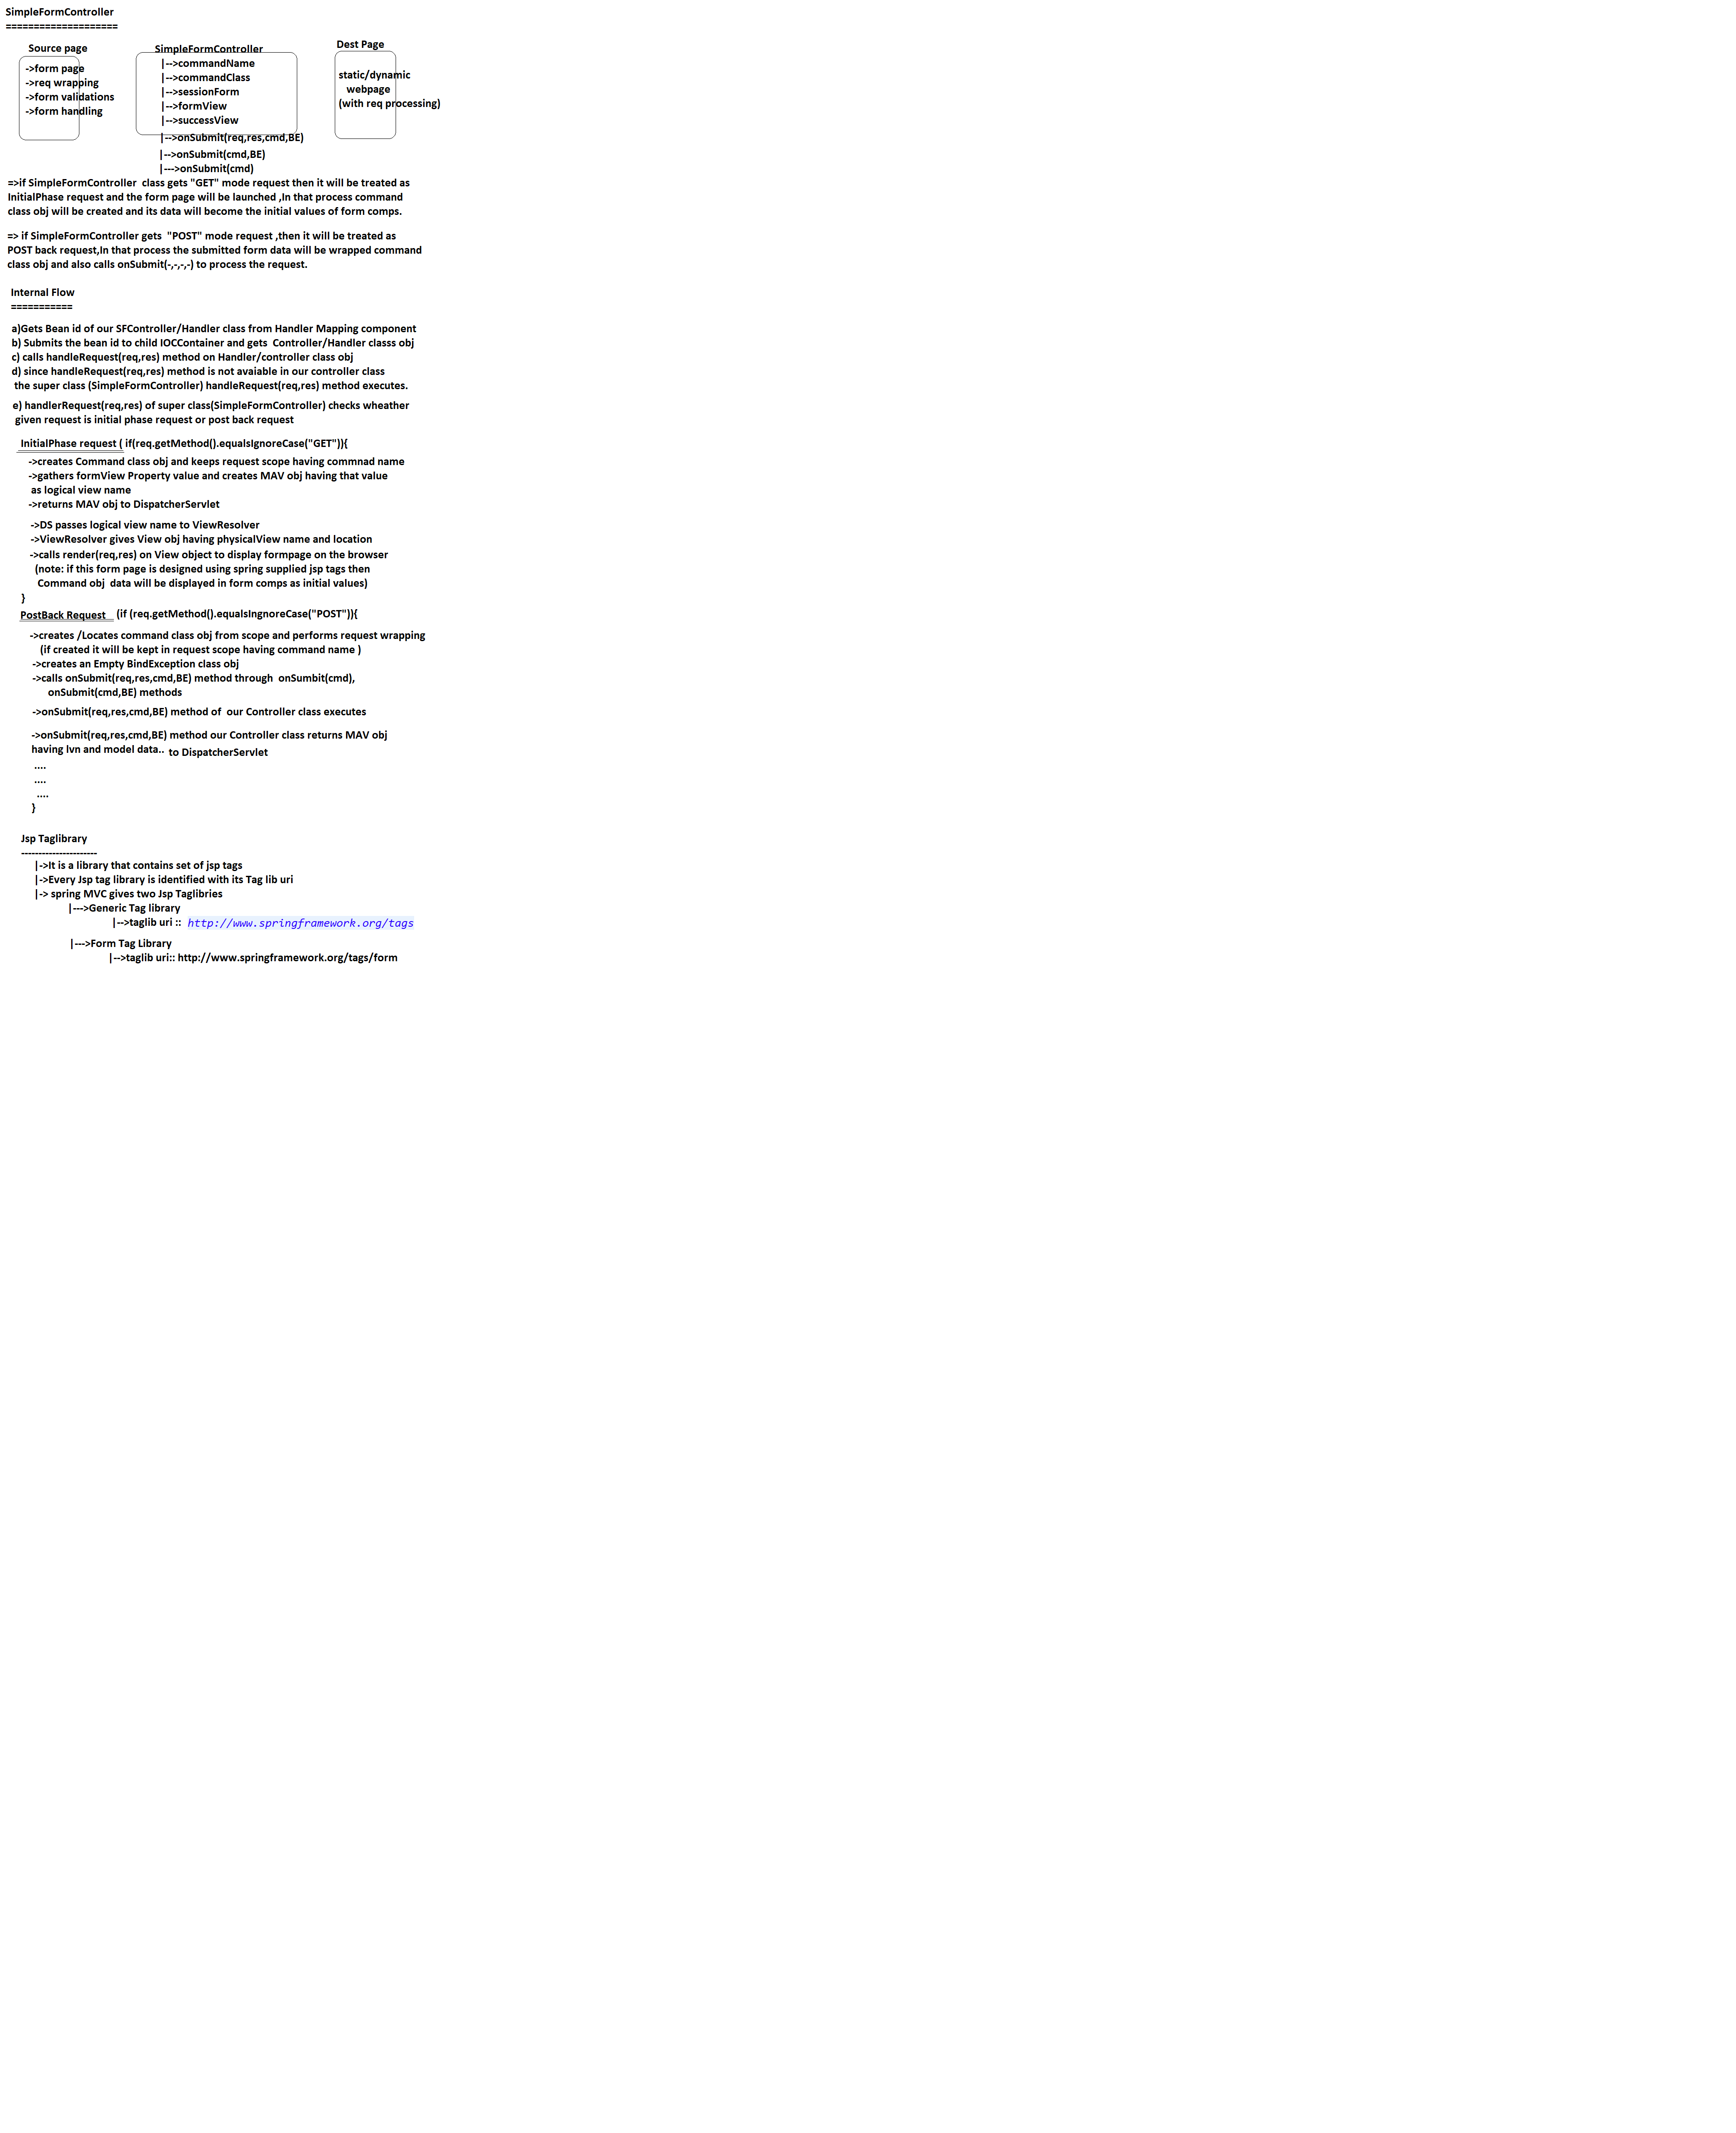 SimpleFormController
====================
Source page
->form page
->req wrapping
->form validations
->form handling
SimpleFormController
|-->commandName
|-->commandClass
|-->sessionForm
|-->formView
|-->successView
|-->onSubmit(req,res,cmd,BE)
|-->onSubmit(cmd,BE)
|--->onSubmit(cmd)
Dest Page
static/dynamic
webpage
(with req processing)
=>if SimpleFormController  class gets "GET" mode request then it will be treated as
InitialPhase request and the form page will be launched ,In that process command
class obj will be created and its data will become the initial values of form comps.
=> if SimpleFormController gets  "POST" mode request ,then it will be treated as
POST back request,In that process the submitted form data will be wrapped command
class obj and also calls onSubmit(-,-,-,-) to process the request.
Internal Flow
===========
a)Gets Bean id of our SFController/Handler class from Handler Mapping component
b) Submits the bean id to child IOCContainer and gets  Controller/Handler classs obj
c) calls handleRequest(req,res) method on Handler/controller class obj
d) since handleRequest(req,res) method is not avaiable in our controller class
the super class (SimpleFormController) handleRequest(req,res) method executes.
e) handlerRequest(req,res) of super class(SimpleFormController) checks wheather
given request is initial phase request or post back request
InitialPhase request ( if(req.getMethod().equalsIgnoreCase("GET")){
->creates Command class obj and keeps request scope having commnad name
->gathers formView Property value and creates MAV obj having that value
as logical view name
->returns MAV obj to DispatcherServlet
->DS passes logical view name to ViewResolver
->ViewResolver gives View obj having physicalView name and location
->calls render(req,res) on View object to display formpage on the browser
(note: if this form page is designed using spring supplied jsp tags then
Command obj  data will be displayed in form comps as initial values)
}
PostBack Request (if (req.getMethod().equalsIngnoreCase("POST")){
->creates /Locates command class obj from scope and performs request wrapping
(if created it will be kept in request scope having command name )
->creates an Empty BindException class obj
->calls onSubmit(req,res,cmd,BE) method through  onSumbit(cmd),
onSubmit(cmd,BE) methods
->onSubmit(req,res,cmd,BE) method of  our Controller class executes
->onSubmit(req,res,cmd,BE) method our Controller class returns MAV obj
having lvn and model data.. to DispatcherServlet
....
....
....
}
Jsp Taglibrary
----------------------
|->It is a library that contains set of jsp tags
|->Every Jsp tag library is identified with its Tag lib uri
|-> spring MVC gives two Jsp Taglibries
|--->Generic Tag library
|-->taglib uri :: http://www.springframework.org/tags
|--->Form Tag Library
|-->taglib uri:: http://www.springframework.org/tags/form